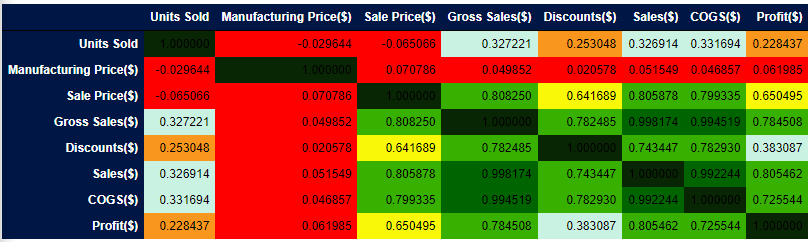 Units Sold Manufacturing Price($) Sale Price($) Gross Sales($) Discounts($) Sales($) COGS($) Profit($)
Units Sold 1.000000 -0.029644 -0.065066 0.327221 0.253048 0.326914 0.331694 0.228437
Manufacturing Price($) -0.029644 1.000000 0.070786 0.049852 0.020578 0.051549 0.046857 0.061985
Sale Price($) -0.065066 0.070786 1.000000 0.808250 0.641689 0.805878 0.799335 0.650495
Gross Sales($) 0.327221 0.049852 0.808250 1.000000 0.782485 0.998174 0.994519 0.784508
Discounts($) 0.253048 0.020578 0.641689 0.782485 1.000000 0.743447 0.782930 0.383087
Sales($) 0.326914 0.051549 0.805878 0.998174 0.743447 1.000000 0.992244 0.805462
COGS($) 0.331694 0.046857 0.799335 0.994519 0.782930 0.992244 1.000000 0.725544
Profit($) 0.228437 0.061985 0.650495 0.784508 0.383087 0.805462 0.725544 1.000000